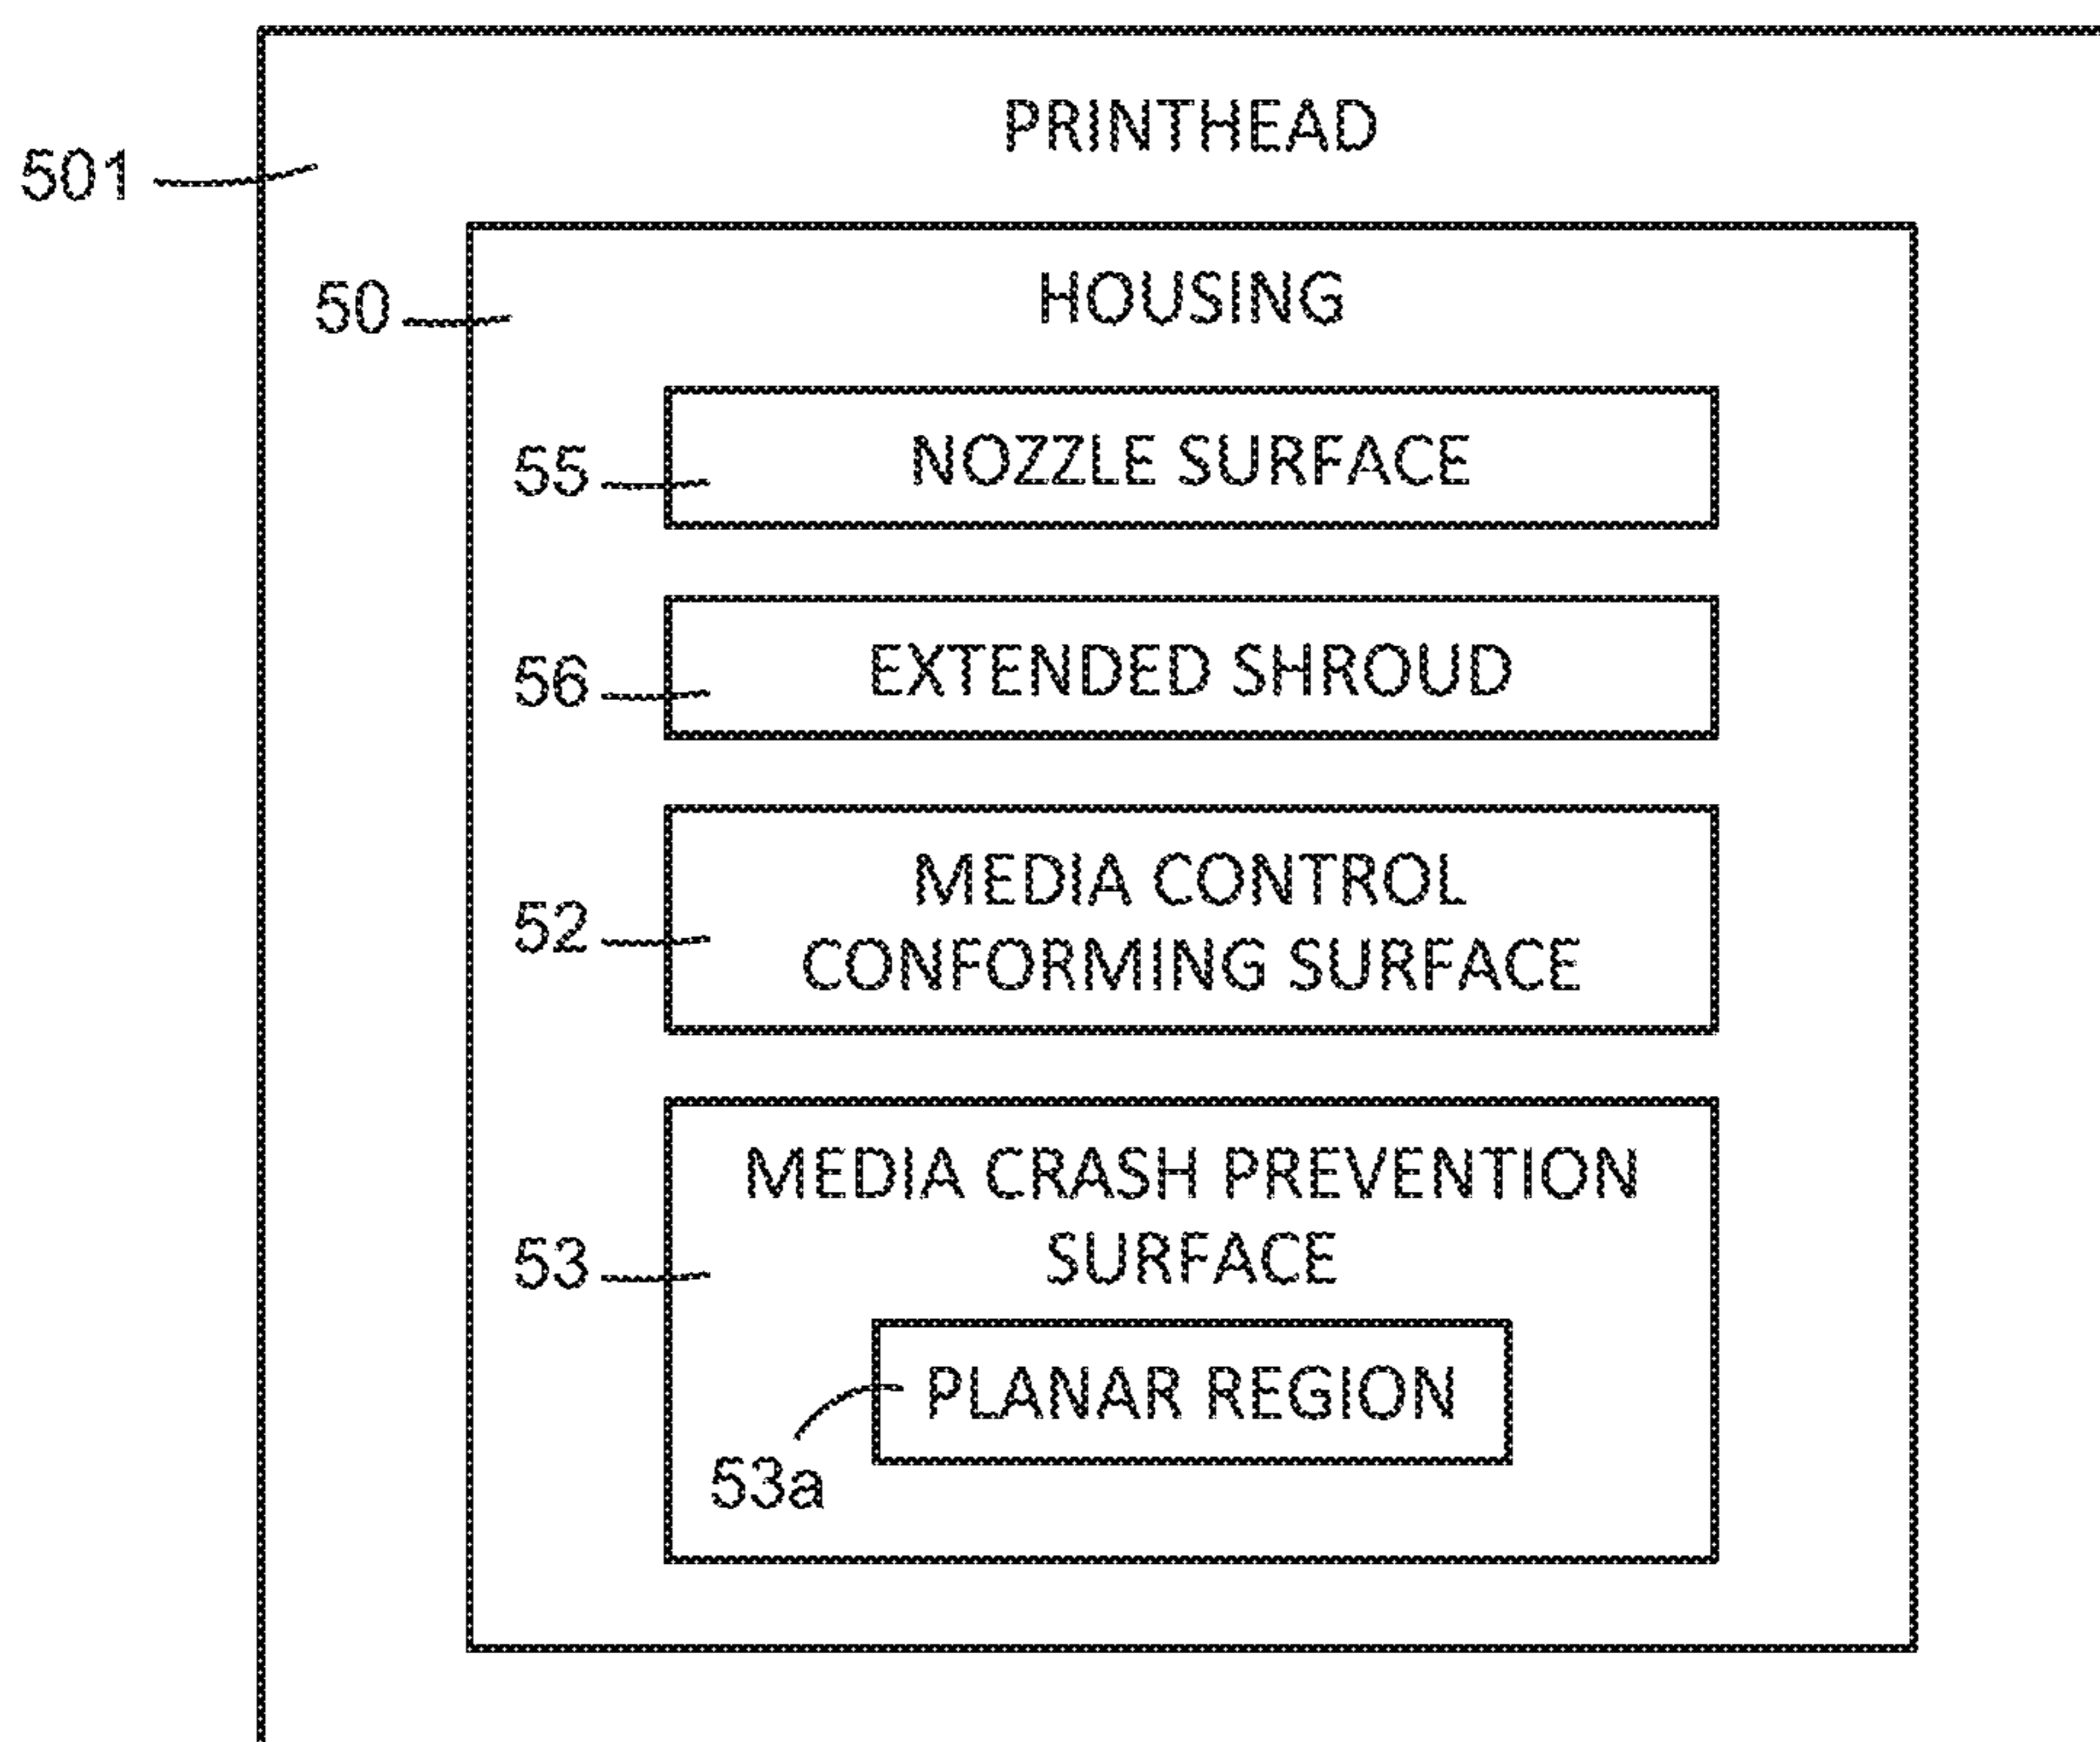 PRINTHEAD
501
HOUSING
50
NOZZLE SURFACE
55
EXTENDED SHROUD
56
MEDIA CONTROL
CONFORMING SURFACE
52
MEDIA CRASH PREVENTION
SURFACE
53
PLANAR REGION
53a